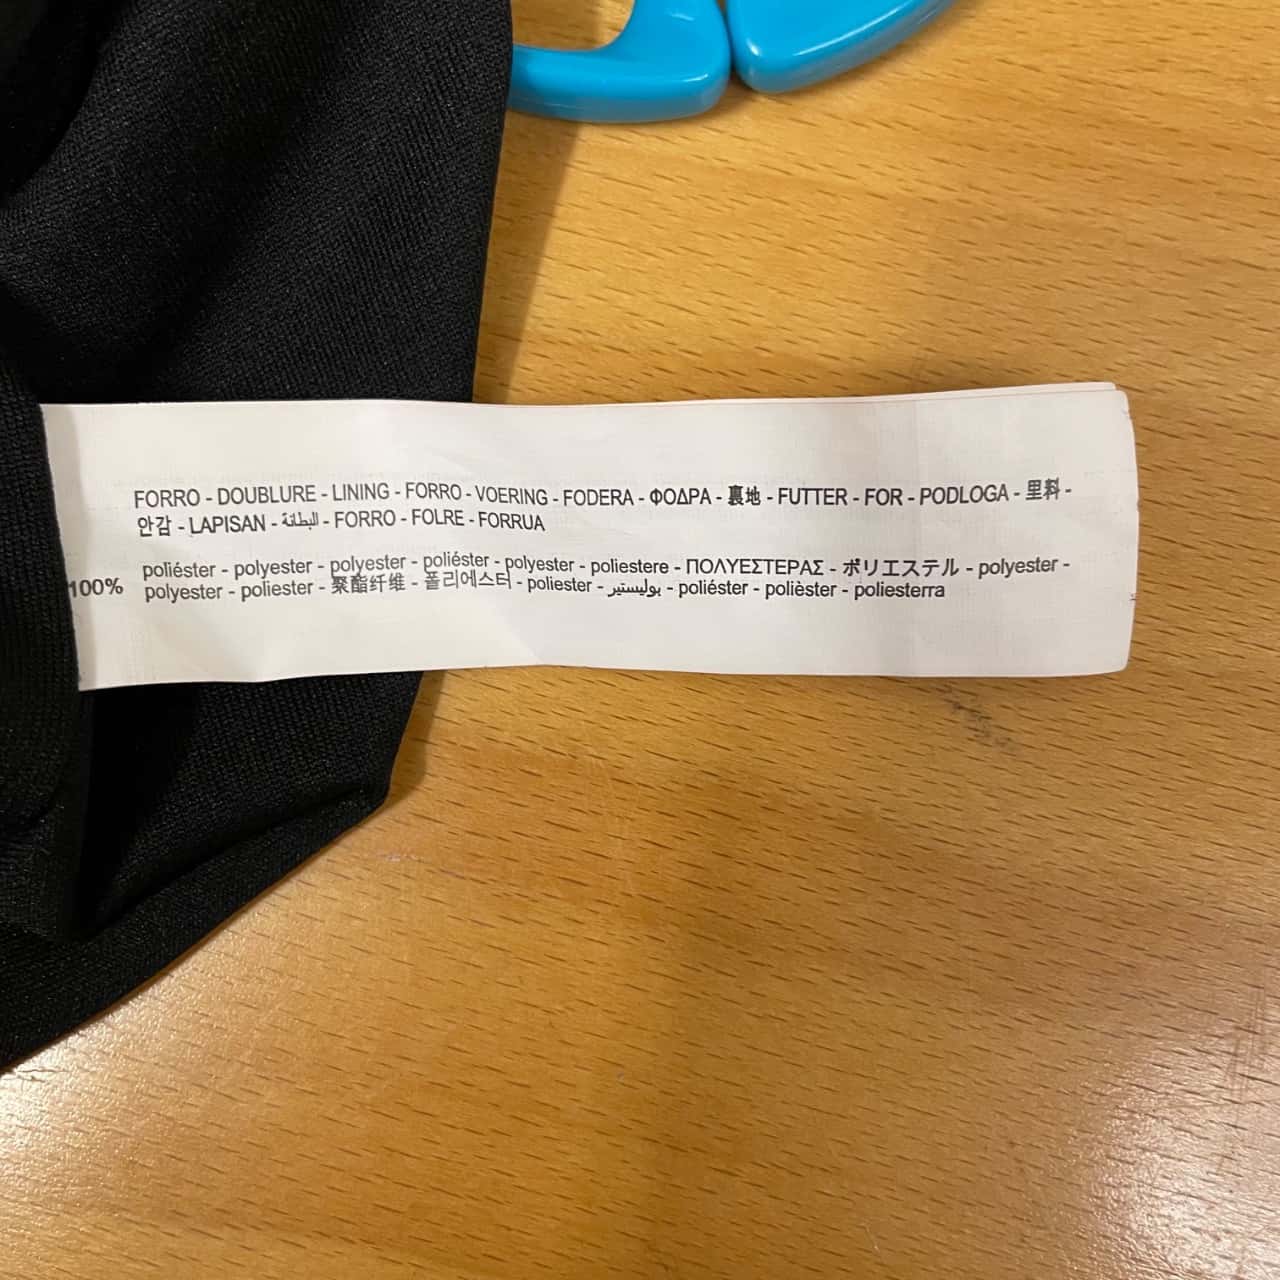 FORRO - DOUBLURE - LINING - FORRO - VOERING - FODERA - ΦΟΔΡΑ - 裏地 - FUTTER - FOR - PODLOGA - 里料 -
안감 - LAPISAN - البطانة - FORRO - FOLRE - FORRUA
100% poliéster - polyester - polyester - poliéster - polyester - poliestere - ΠΟΛΥΕΣΤΕΡΑΣ - ポリエステル - polyester -
polyester - poliester - 聚酯纤维 - 폴리에스터 - poliester - بوليستير - poliéster - polièster - poliesterra